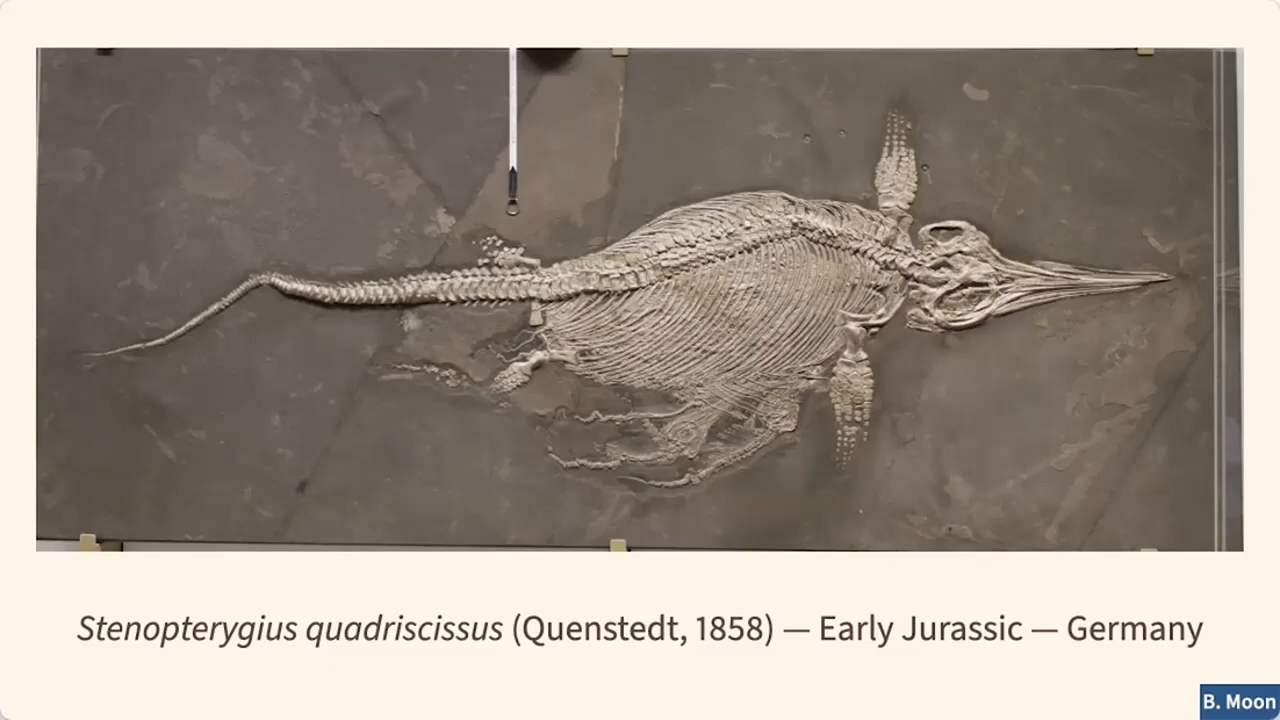 Stenopterygius quadriscissus (Quenstedt, 1858) — Early Jurassic — Germany
B. Moon